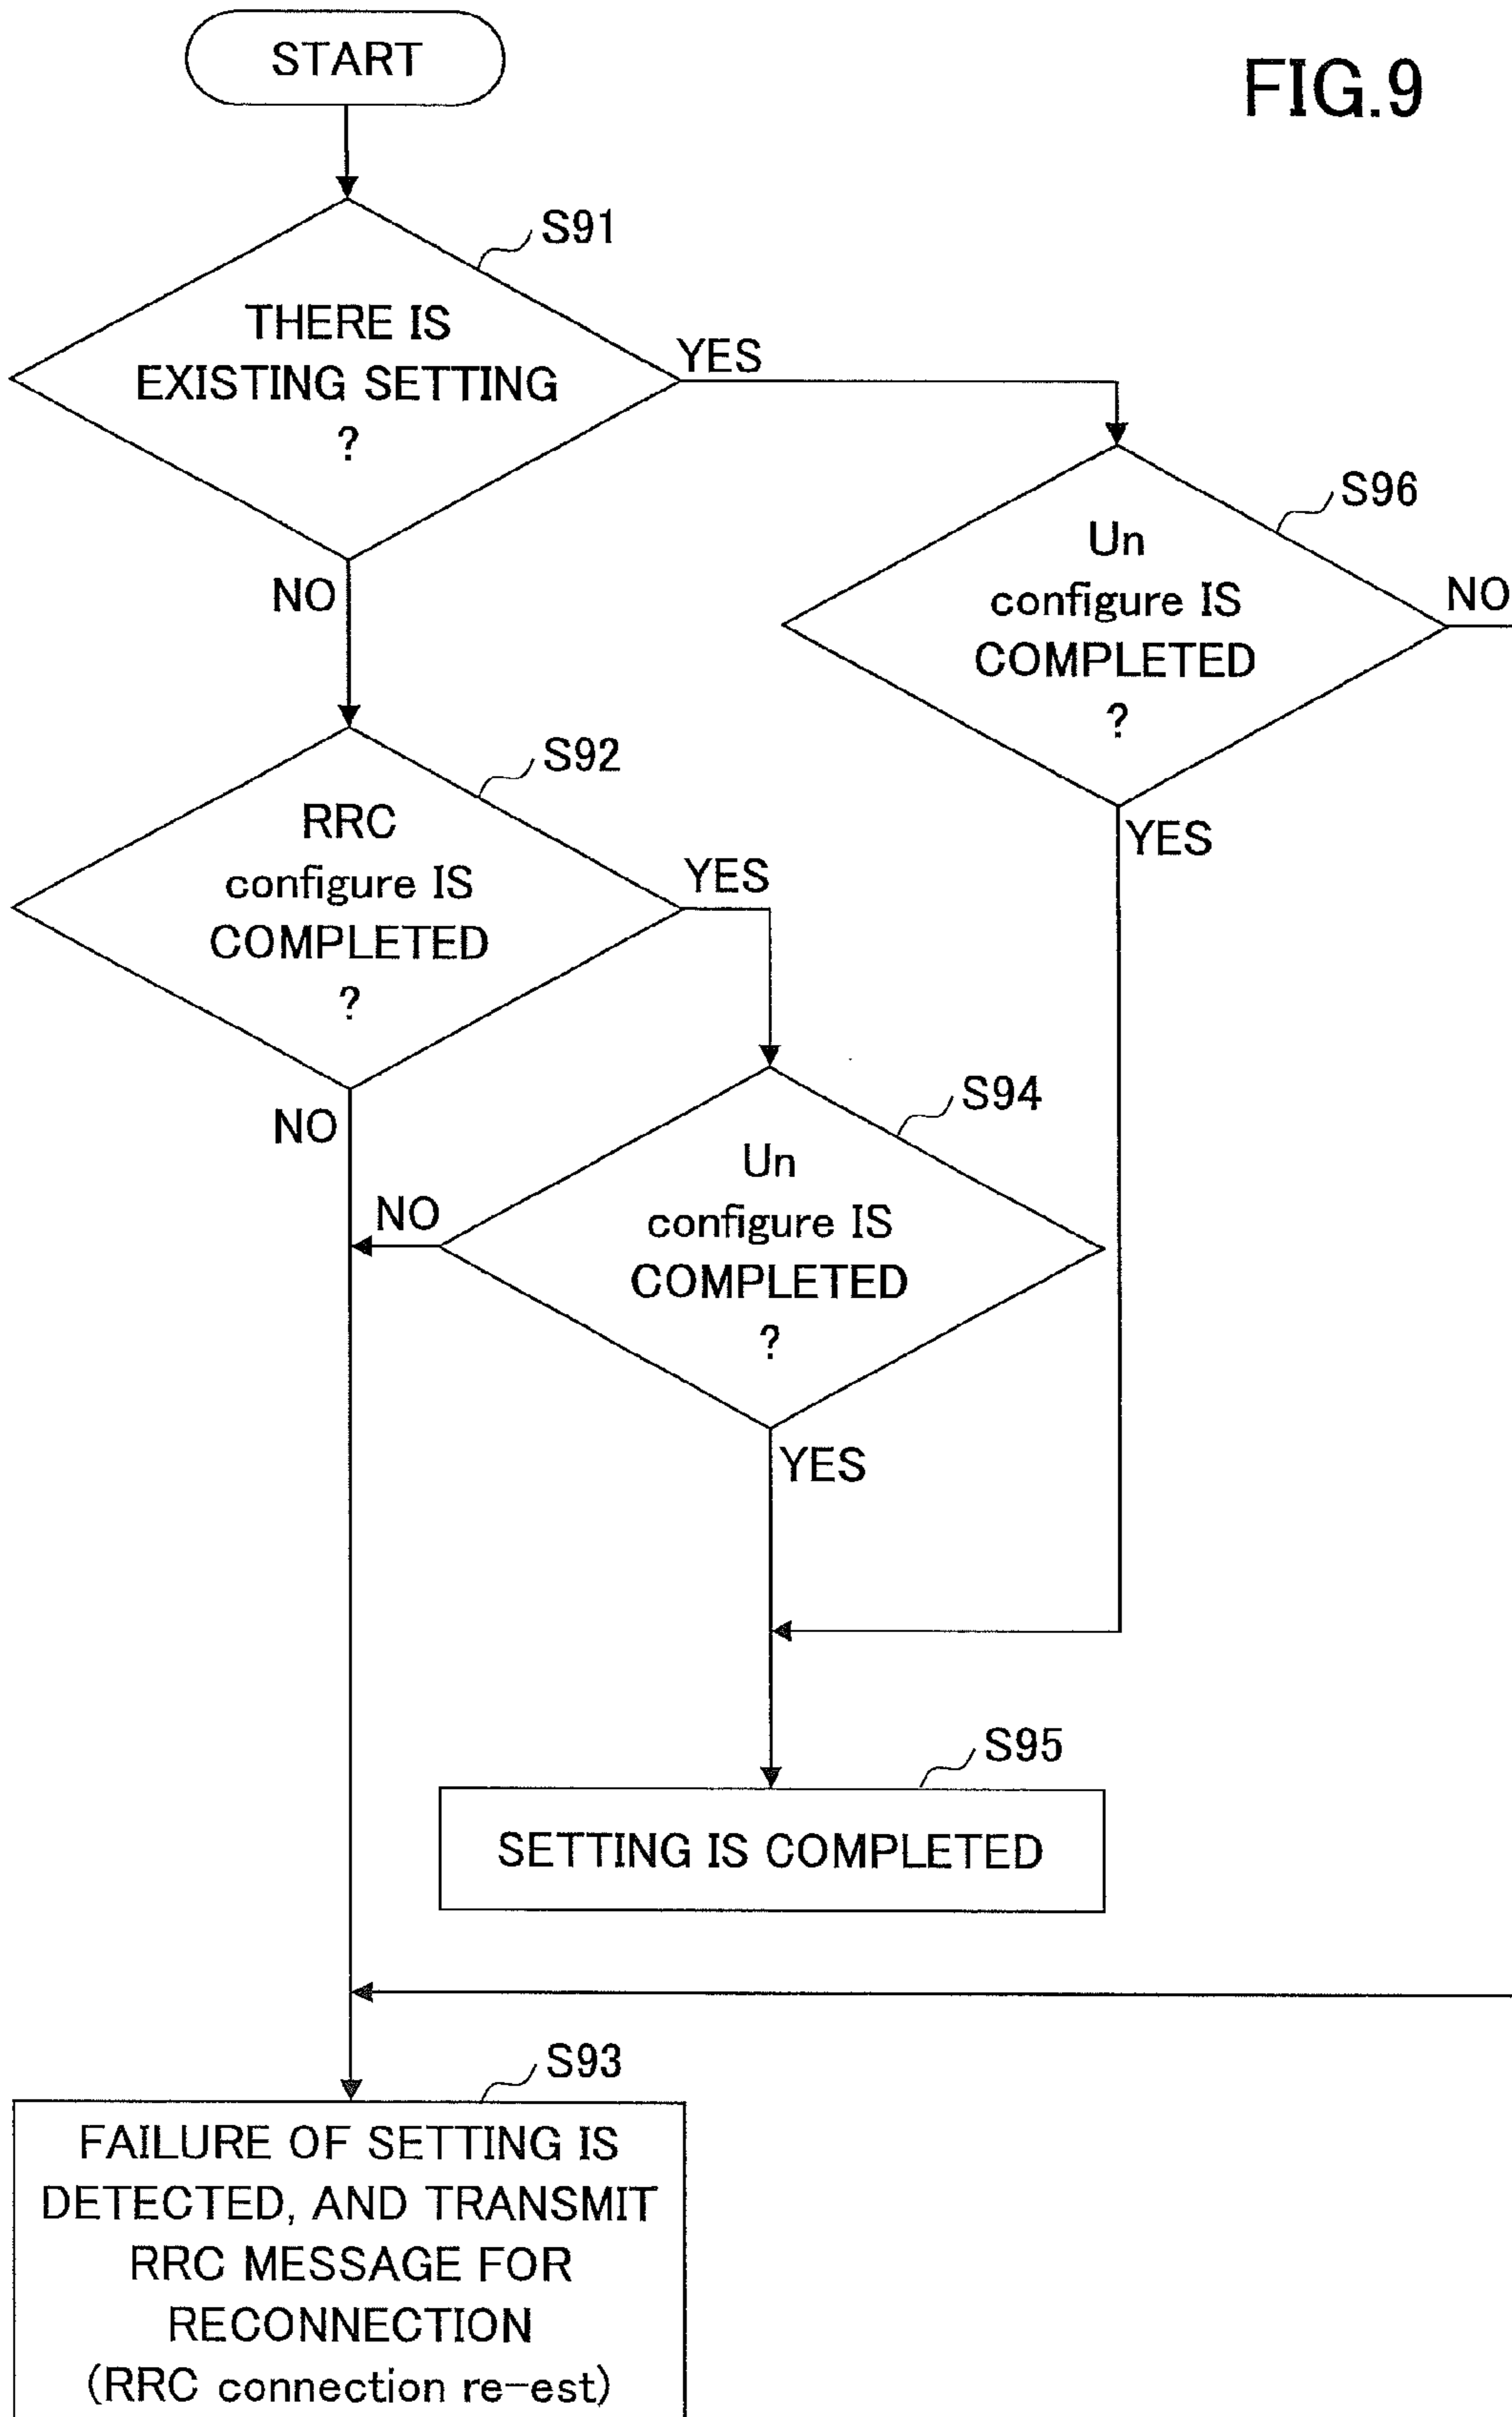 START
FIG.9
S91
THERE IS
EXISTING SETTING
?
YES
NO
S96
Un
configure IS
COMPLETED
?
NO
YES
S92
RRC
configure IS
COMPLETED
?
YES
NO
S94
Un
configure IS
COMPLETED
?
NO
YES
S95
SETTING IS COMPLETED
S93
FAILURE OF SETTING IS
DETECTED, AND TRANSMIT
RRC MESSAGE FOR
RECONNECTION
(RRC connection re-est)